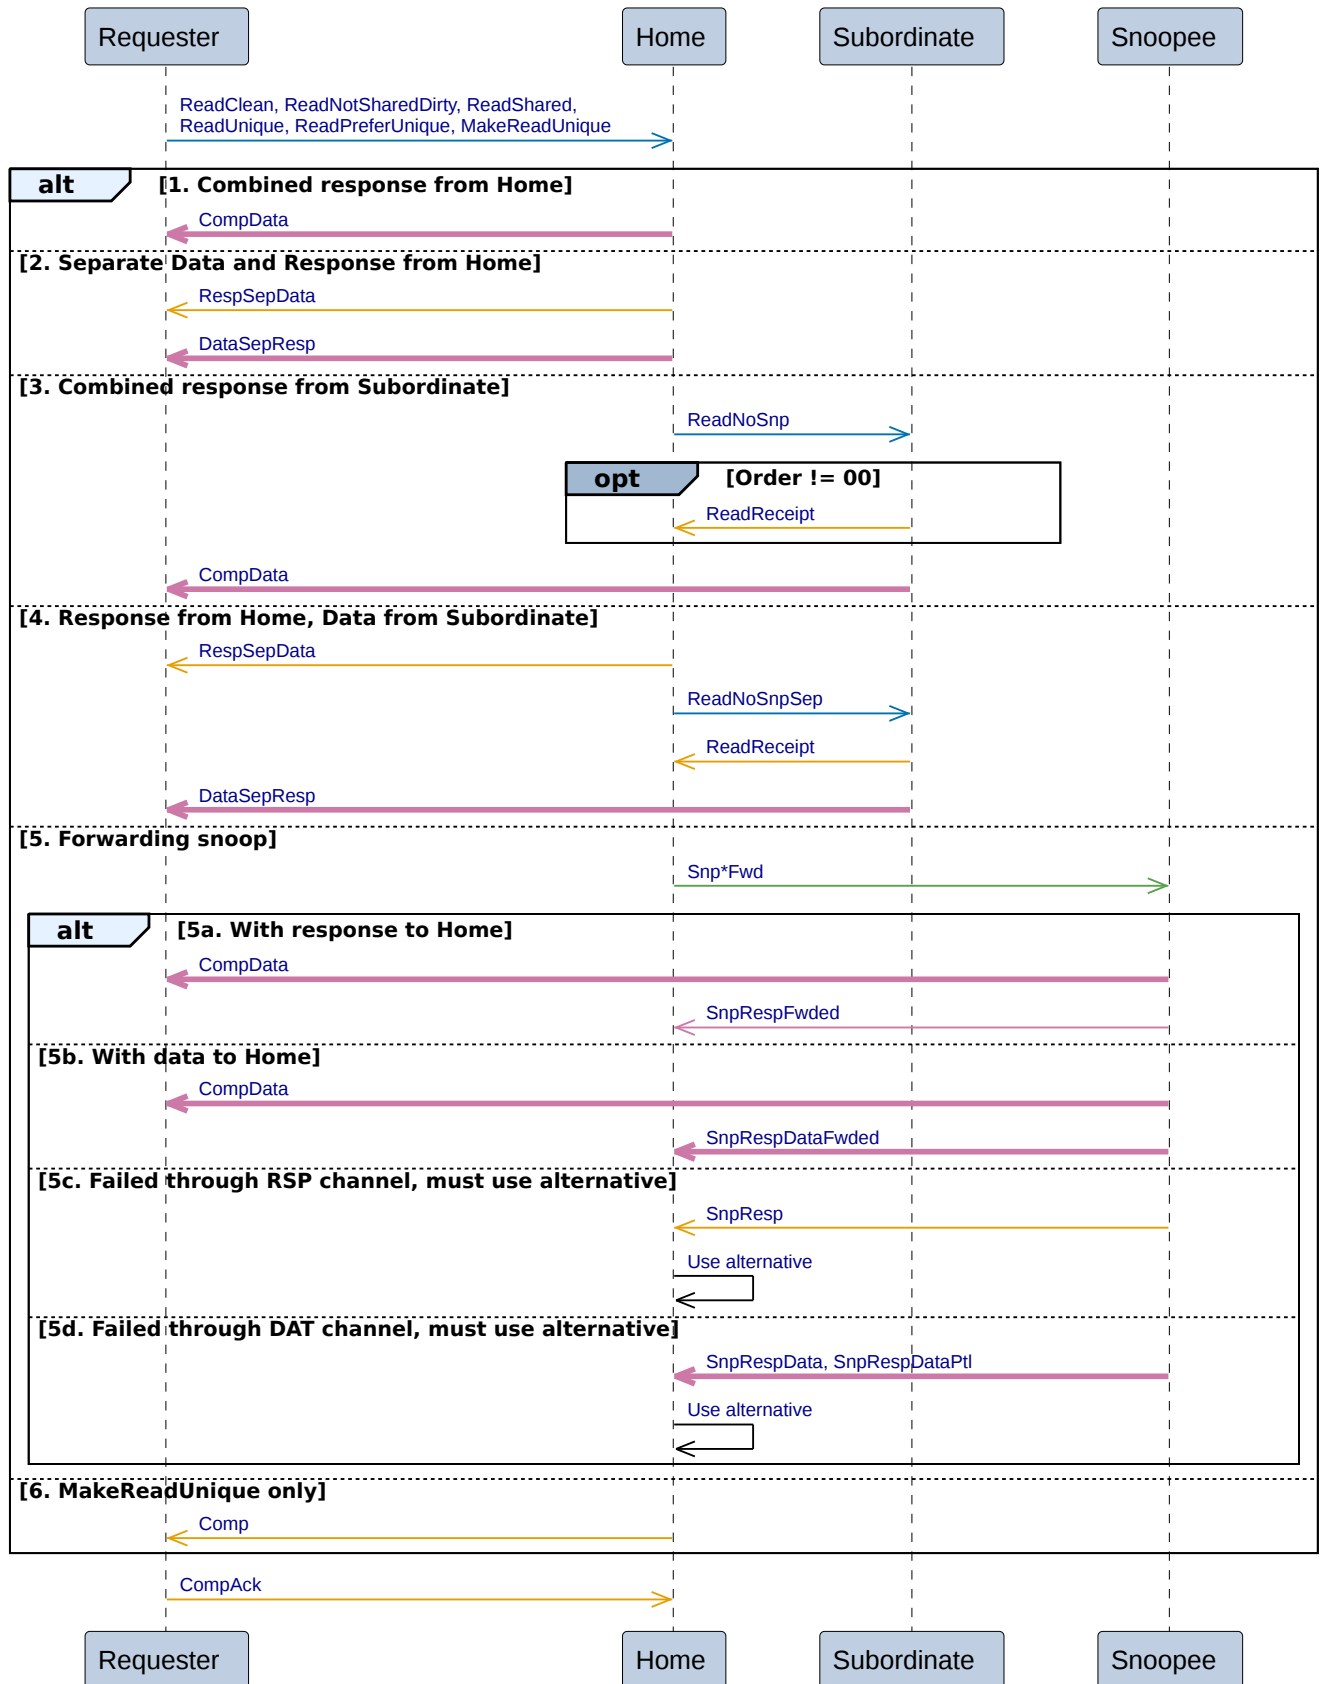 Requester Home Subordinate Snoopee
ReadClean, ReadNotSharedDirty, ReadShared,
ReadUnique, ReadPreferUnique, MakeReadUnique
alt [1. Combined response from Home]
CompData
[2. Separate Data and Response from Home]
RespSepData
DataSepResp
[3. Combined response from Subordinate]
ReadNoSnp
opt [Order != 00]
ReadReceipt
CompData
[4. Response from Home, Data from Subordinate]
RespSepData
ReadNoSnpSep
ReadReceipt
DataSepResp
[5. Forwarding snoop]
Snp*Fwd
alt [5a. With response to Home]
CompData
SnpRespFwded
[5b. With data to Home]
CompData
SnpRespDataFwded
[5c. Failed through RSP channel, must use alternative]
SnpResp
Use alternative
[5d. Failed through DAT channel, must use alternative]
SnpRespData, SnpRespDataPtl
Use alternative
[6. MakeReadUnique only]
Comp
CompAck
Requester Home Subordinate Snoopee